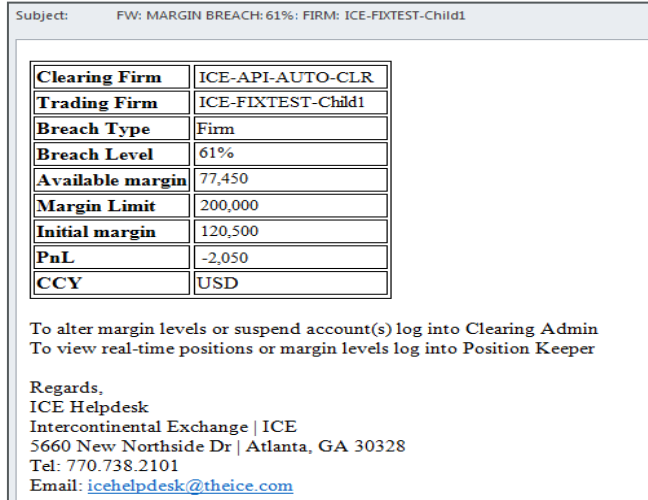 Subject: FW: MARGIN BREACH: 61%: FIRM: ICE-FIXTEST-Child1
Clearing Firm ICE-API-AUTO-CLR
Trading Firm ICE-FIXTEST-Child1
Breach Type Firm
Breach Level 61%
Available margin 77,450
Margin Limit 200,000
Initial margin 120,500
PnL -2,050
CCY USD
To alter margin levels or suspend account(s) log into Clearing Admin
To view real-time positions or margin levels log into Position Keeper
Regards,
ICE Helpdesk
Intercontinental Exchange | ICE
5660 New Northside Dr | Atlanta, GA 30328
Tel: 770.738.2101
Email: icehelpdesk@theice.com